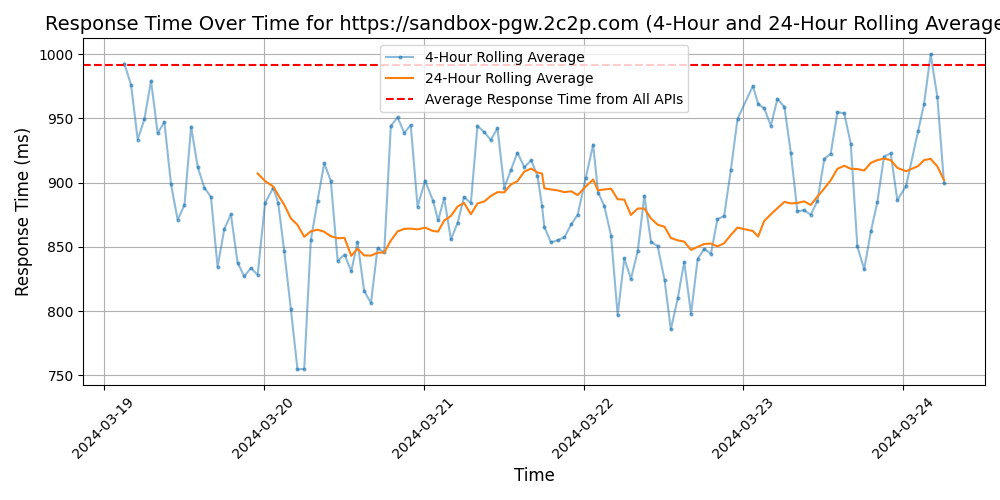 Response Time Over Time for https://sandbox-pgw.2c2p.com (4-Hour and 24-Hour Rolling Average
4-Hour Rolling Average
24-Hour Rolling Average
Average Response Time from All APIs
Response Time (ms)
1000
950
900
850
800
750
2024-03-19
2024-03-20
2024-03-21
2024-03-22
2024-03-23
2024-03-24
Time